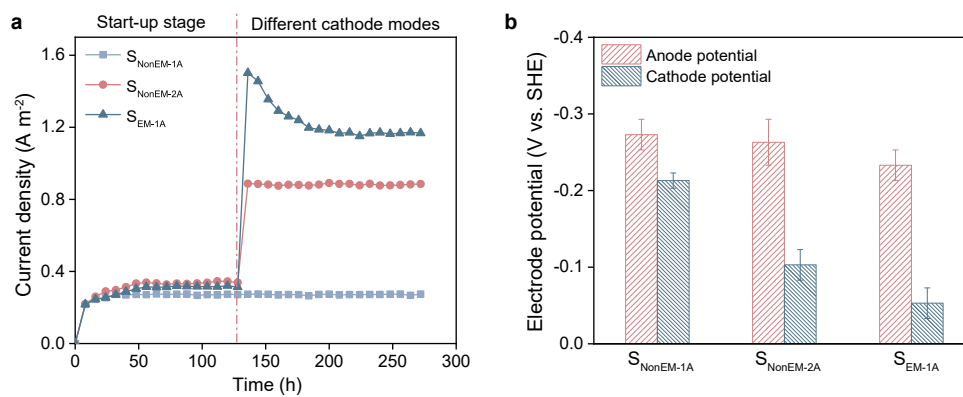 a
Start-up stage
Different cathode modes
S_NonEM-1A
S_NonEM-2A
S_EM-1A
Current density (A m⁻²)
1.6
1.2
0.8
0.4
0.0
0 50 100 150 200 250 300
Time (h)
b
Anode potential
Cathode potential
Electrode potential (V vs. SHE)
-0.4
-0.3
-0.2
-0.1
0.0
S_NonEM-1A S_NonEM-2A S_EM-1A